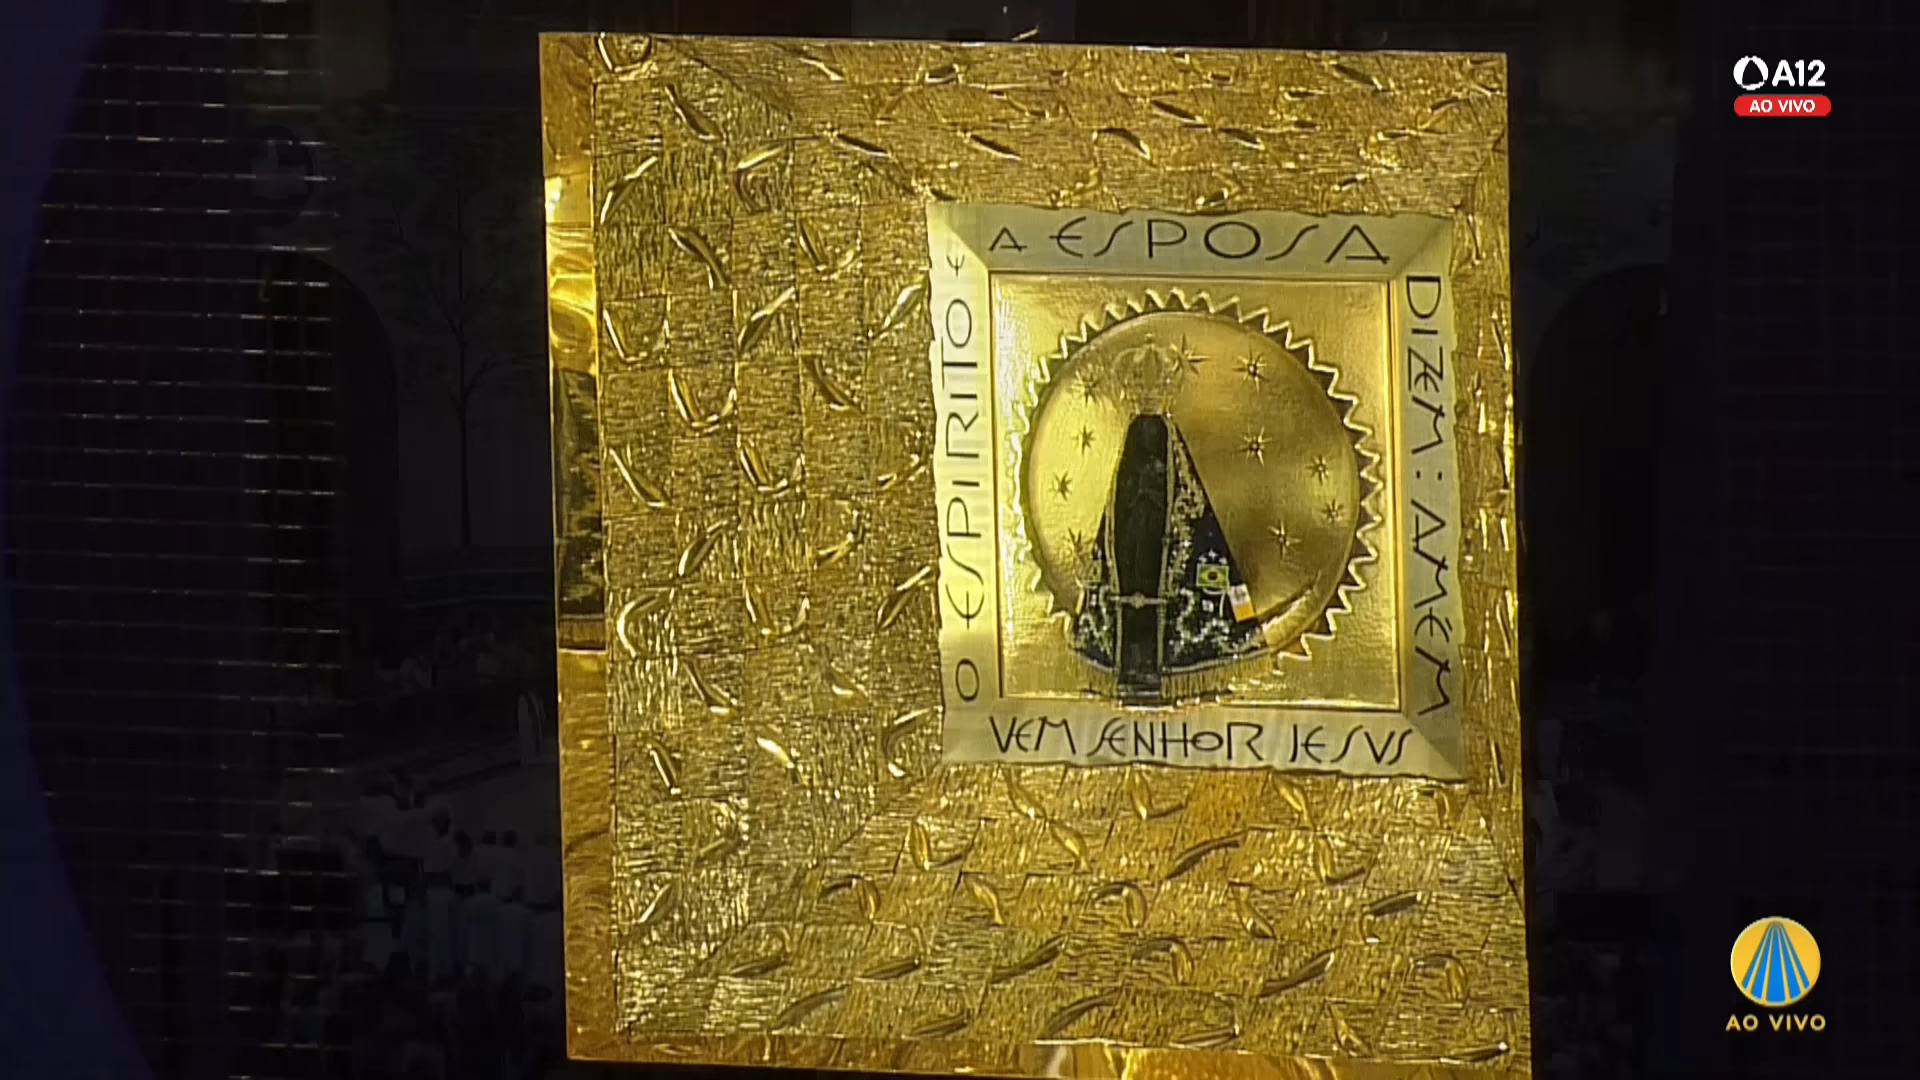 A12
AO VIVO
O ESPIRITO E
A ESPOSA
DIZEM: AMÉM
VEM SENHOR JESUS
AO VIVO